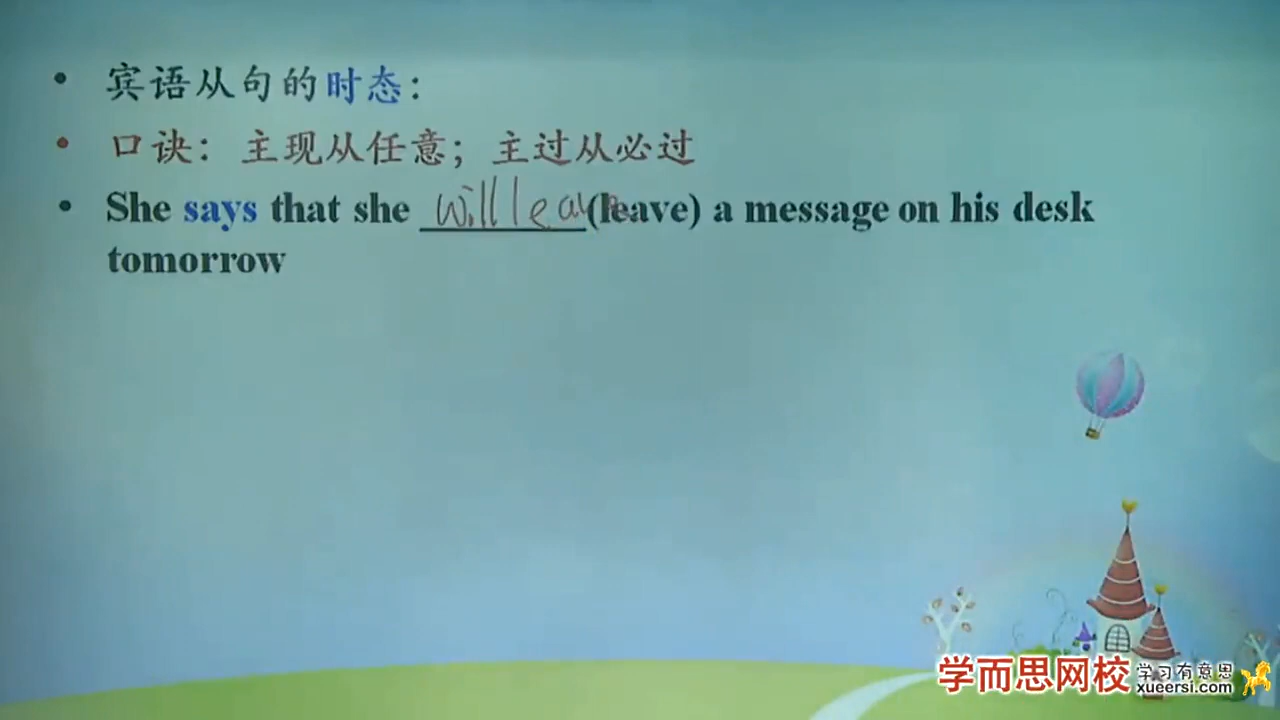 宾语从句的时态：
口诀：主现从任意；主过从必过
She says that she will leave (leave) a message on his desk
tomorrow
学而思网校
学习有意思
xueersi.com